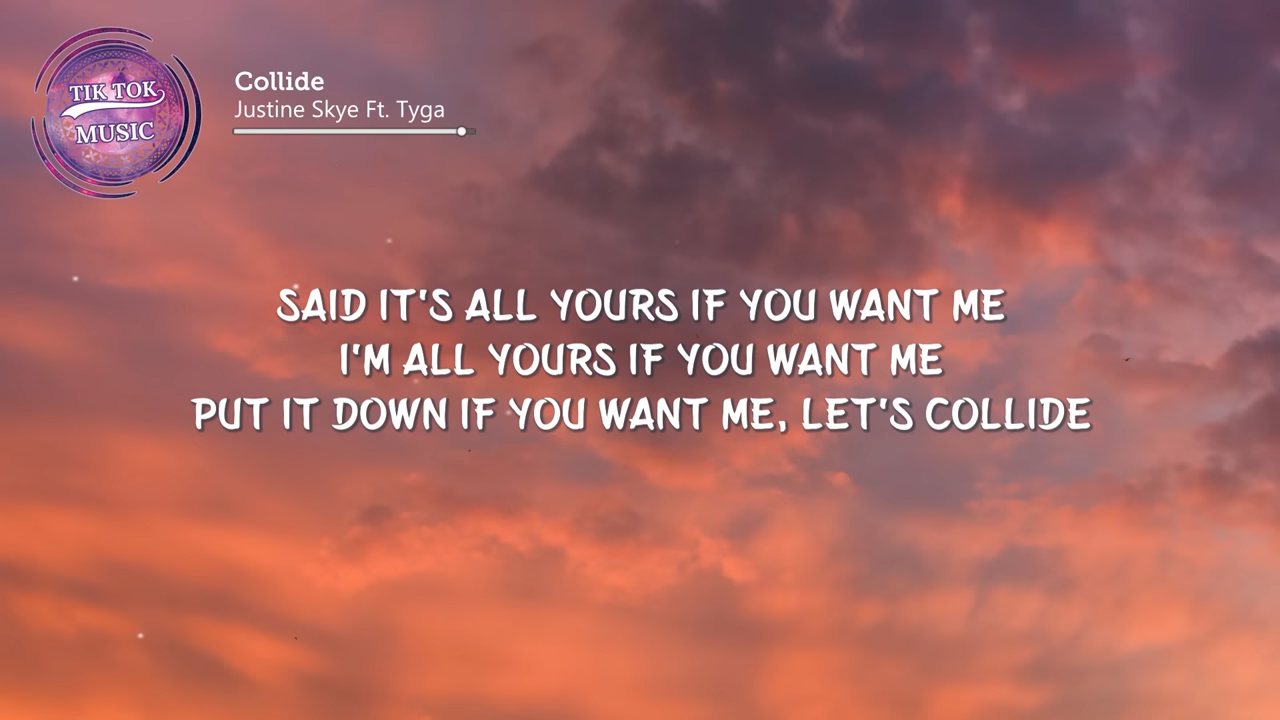 TIK TOK
MUSIC
Collide
Justine Skye Ft. Tyga
SAID IT'S ALL YOURS IF YOU WANT ME
I'M ALL YOURS IF YOU WANT ME
PUT IT DOWN IF YOU WANT ME, LET'S COLLIDE